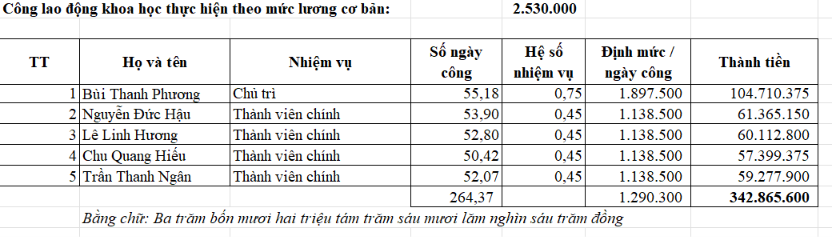 Công lao động khoa học thực hiện theo mức lương cơ bản: 2.530.000
TT Họ và tên Nhiệm vụ Số ngày công Hệ số nhiệm vụ Định mức / ngày công Thành tiền
1 Bùi Thanh Phương Chủ trì 55,18 0,75 1.897.500 104.710.375
2 Nguyễn Đức Hậu Thành viên chính 53,90 0,45 1.138.500 61.365.150
3 Lê Linh Hương Thành viên chính 52,80 0,45 1.138.500 60.112.800
4 Chu Quang Hiếu Thành viên chính 50,42 0,45 1.138.500 57.399.375
5 Trần Thanh Ngân Thành viên chính 52,07 0,45 1.138.500 59.277.900
264,37 1.290.300 342.865.600
Bằng chữ: Ba trăm bốn mươi hai triệu tám trăm sáu mươi lăm nghìn sáu trăm đồng